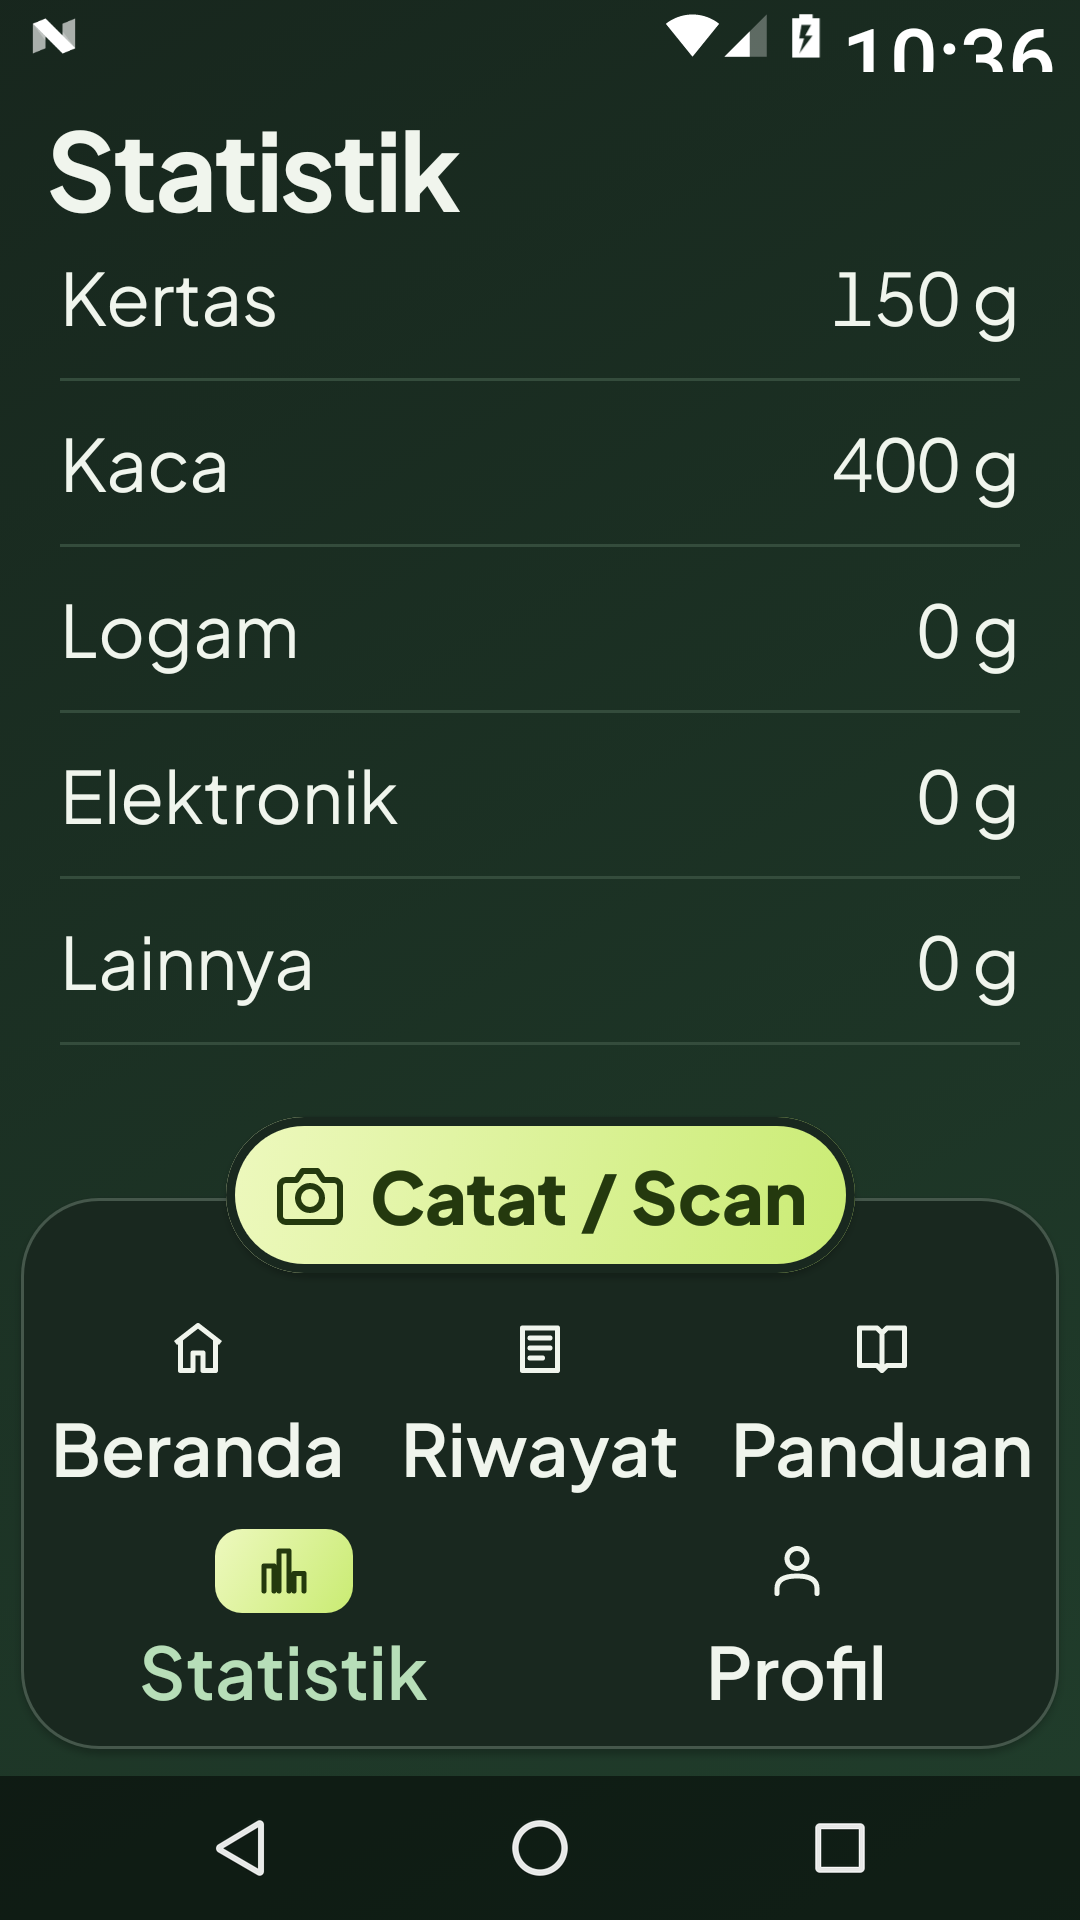 10:36
Statistik
Kertas 150 g
Kaca 400 g
Logam 0 g
Elektronik 0 g
Lainnya 0 g
Catat / Scan
Beranda Riwayat Panduan
Statistik Profil